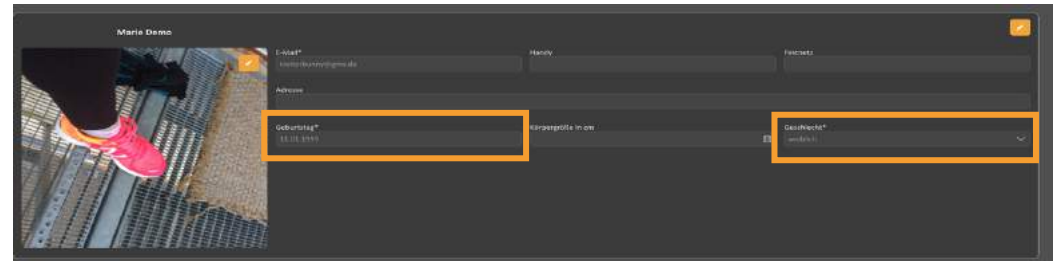 Marie Demo
E-Mail*
Handy
Festnetz
Adresse
Geburtstag*
Körpergröße in cm
Geschlecht*
weiblich